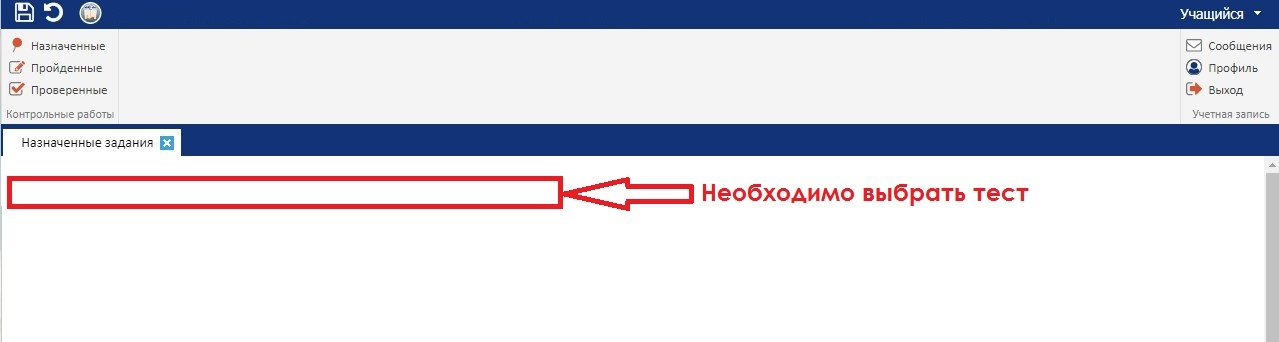 Учащийся
Назначенные
Пройденные
Проверенные
Контрольные работы
Сообщения
Профиль
Выход
Учетная запись
Назначенные задания
Необходимо выбрать тест